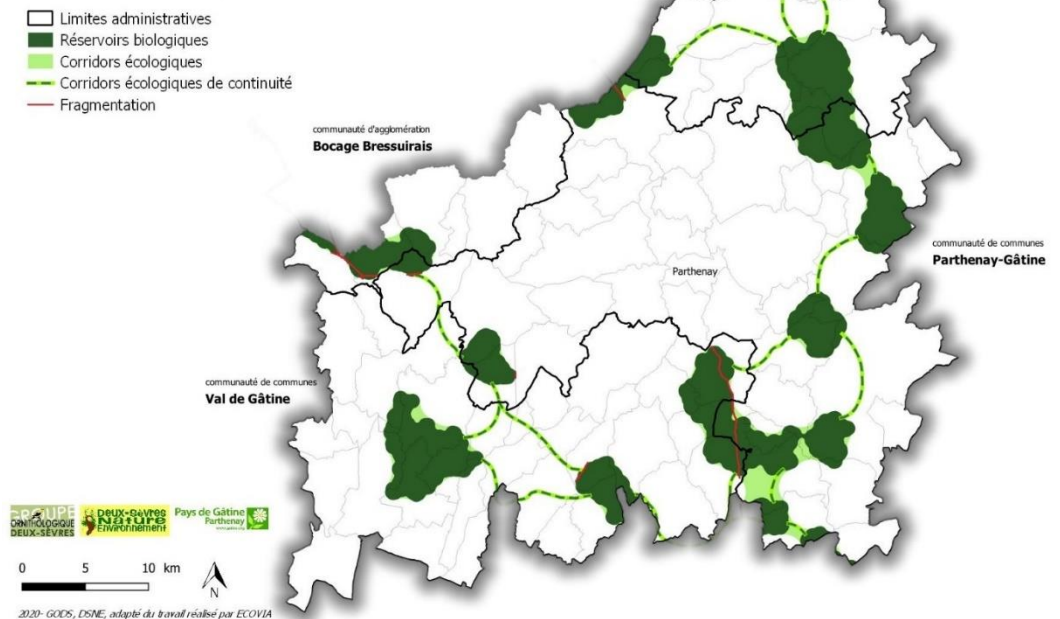 Limites administratives
Réservoirs biologiques
Corridors écologiques
Corridors écologiques de continuité
Fragmentation
communauté d'agglomération
Bocage Bressuirais
communauté de communes
Parthenay-Gâtine
Parthenay
communauté de communes
Val de Gâtine
GROUPE
ORNITHOLOGIQUE
DEUX-SÈVRES
DEUX-SÈVRES
NATURE
ENVIRONNEMENT
Pays de Gâtine
Parthenay
0 5 10 km
N
2020- GODS, DSNE, adapté du travail réalisé par ECOVIA